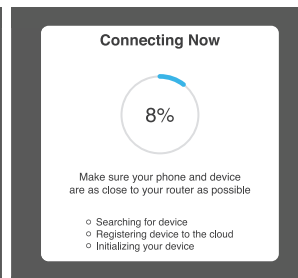 Connecting Now
8%
Make sure your phone and device
are as close to your router as possible
Searching for device
Registering device to the cloud
Initializing your device